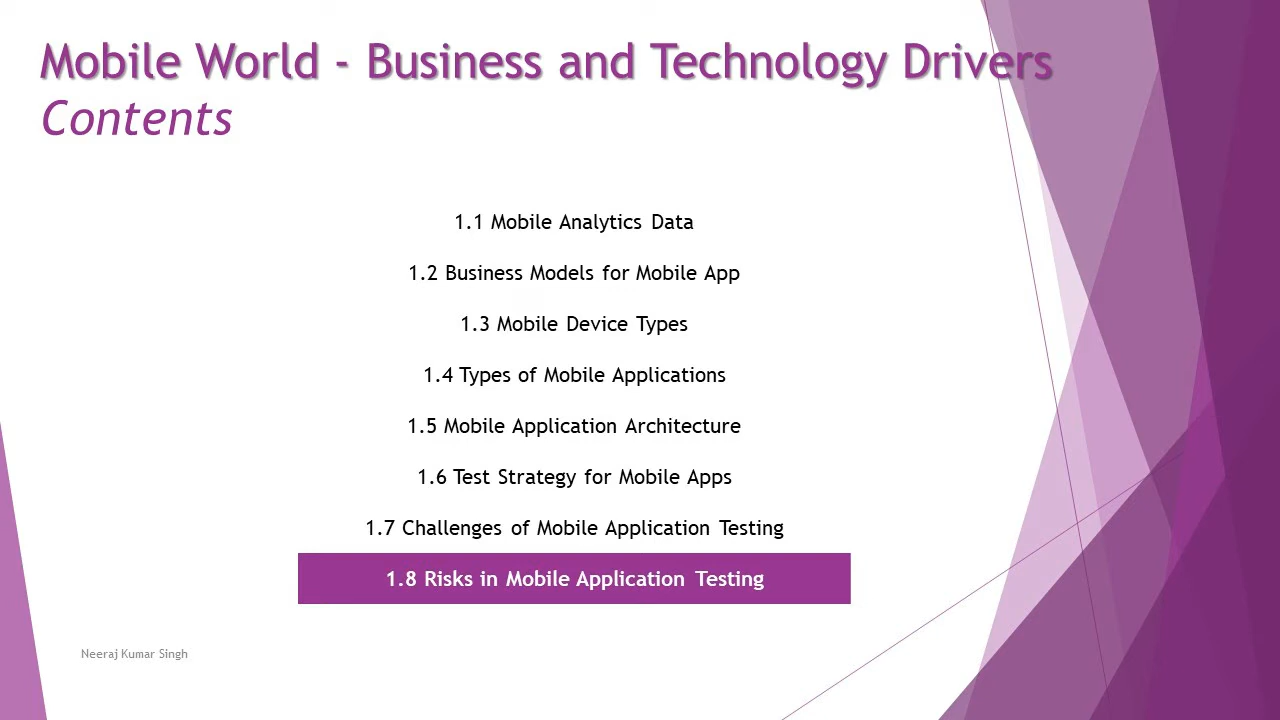 Mobile World - Business and Technology Drivers
Contents
1.1 Mobile Analytics Data
1.2 Business Models for Mobile App
1.3 Mobile Device Types
1.4 Types of Mobile Applications
1.5 Mobile Application Architecture
1.6 Test Strategy for Mobile Apps
1.7 Challenges of Mobile Application Testing
1.8 Risks in Mobile Application Testing
Neeraj Kumar Singh